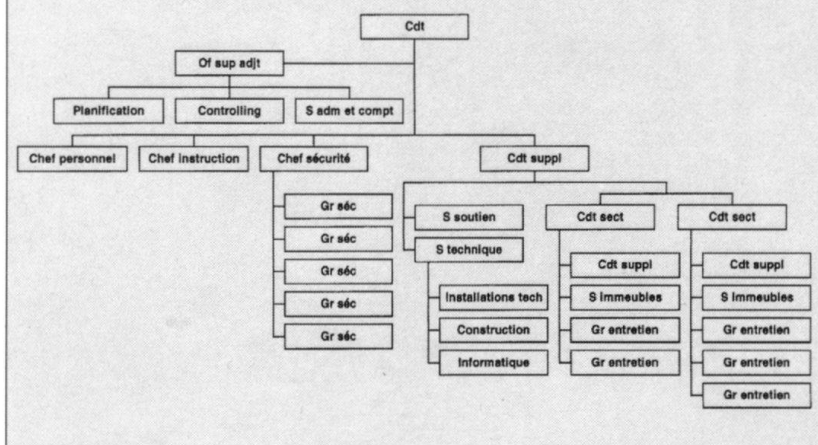 Cdt
Of sup adjt
Planification
Controlling
S adm et compt
Chef personnel
Chef instruction
Chef sécurité
Cdt suppl
Gr séc
Gr séc
Gr séc
Gr séc
Gr séc
S soutien
S technique
Installations tech
Construction
Informatique
Cdt sect
Cdt suppl
S immeubles
Gr entretien
Gr entretien
Cdt sect
Cdt suppl
S immeubles
Gr entretien
Gr entretien
Gr entretien